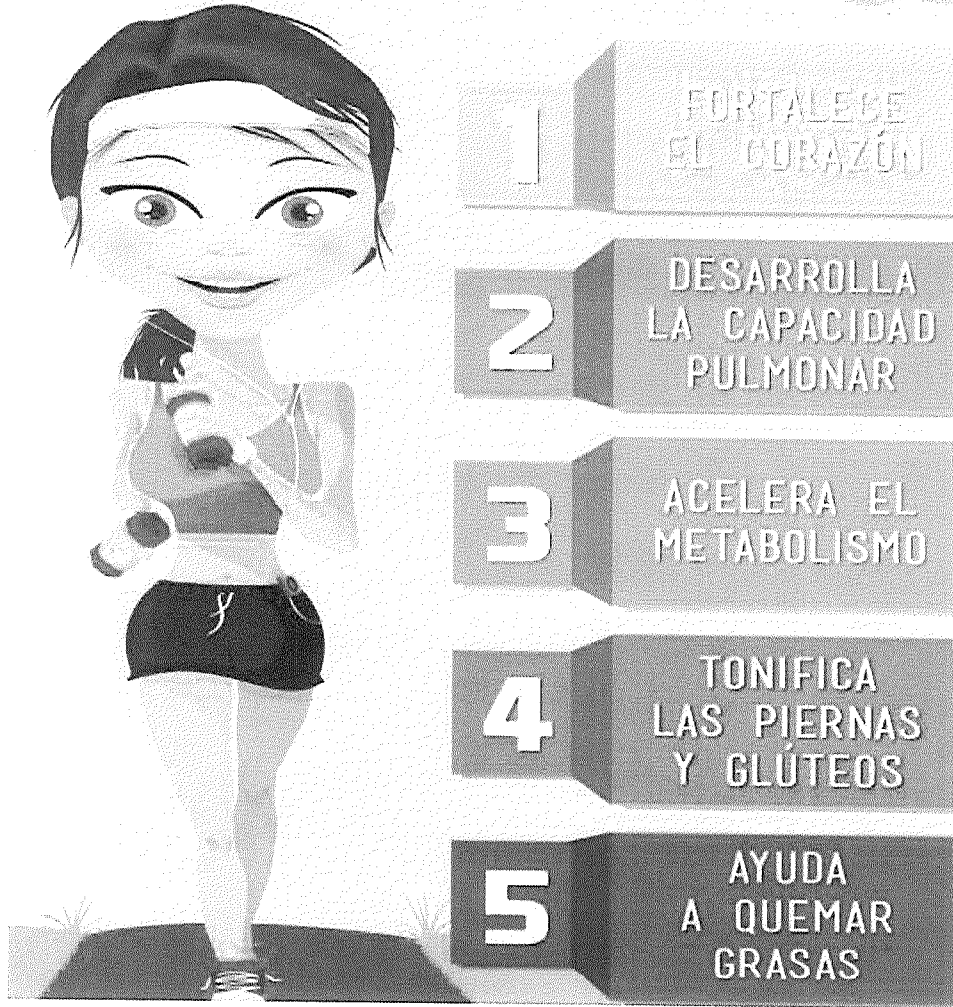 1
FORTALECE
EL CORAZÓN
2
DESARROLLA
LA CAPACIDAD
PULMONAR
3
ACELERA EL
METABOLISMO
4
TONIFICA
LAS PIERNAS
Y GLÚTEOS
5
AYUDA
A QUEMAR
GRASAS